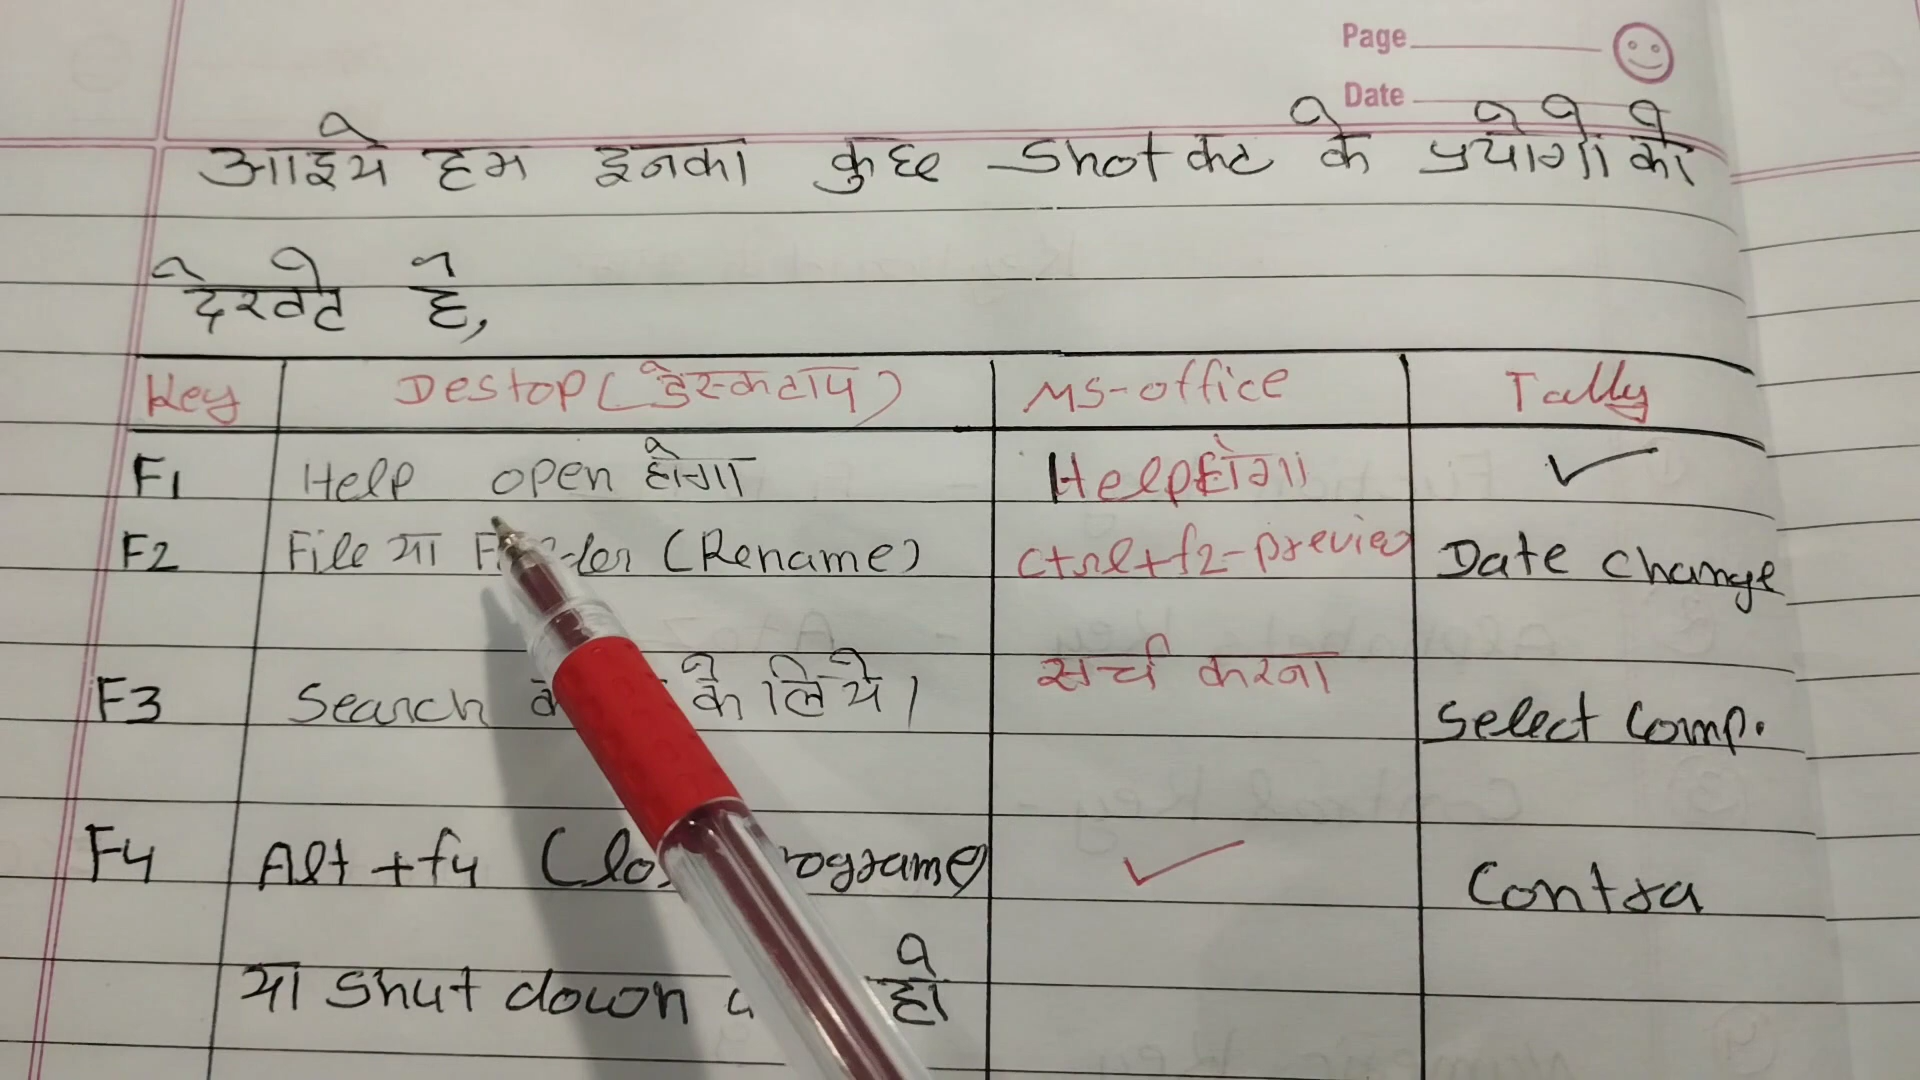 Page
Date
आइये हम इनका कुछ Shot कट के प्रयोगो को
देखते है,
Key Destop (डेस्कटाप) MS-office Tally
F1 Help open होगा Help होगा ✓
F2 File या (Rename) Ctrl+f2-preview Date change
F3 Search के लिये। सर्च करना Select Comp.
F4 Alt + f4 ✓ Contra
या Shut down हो